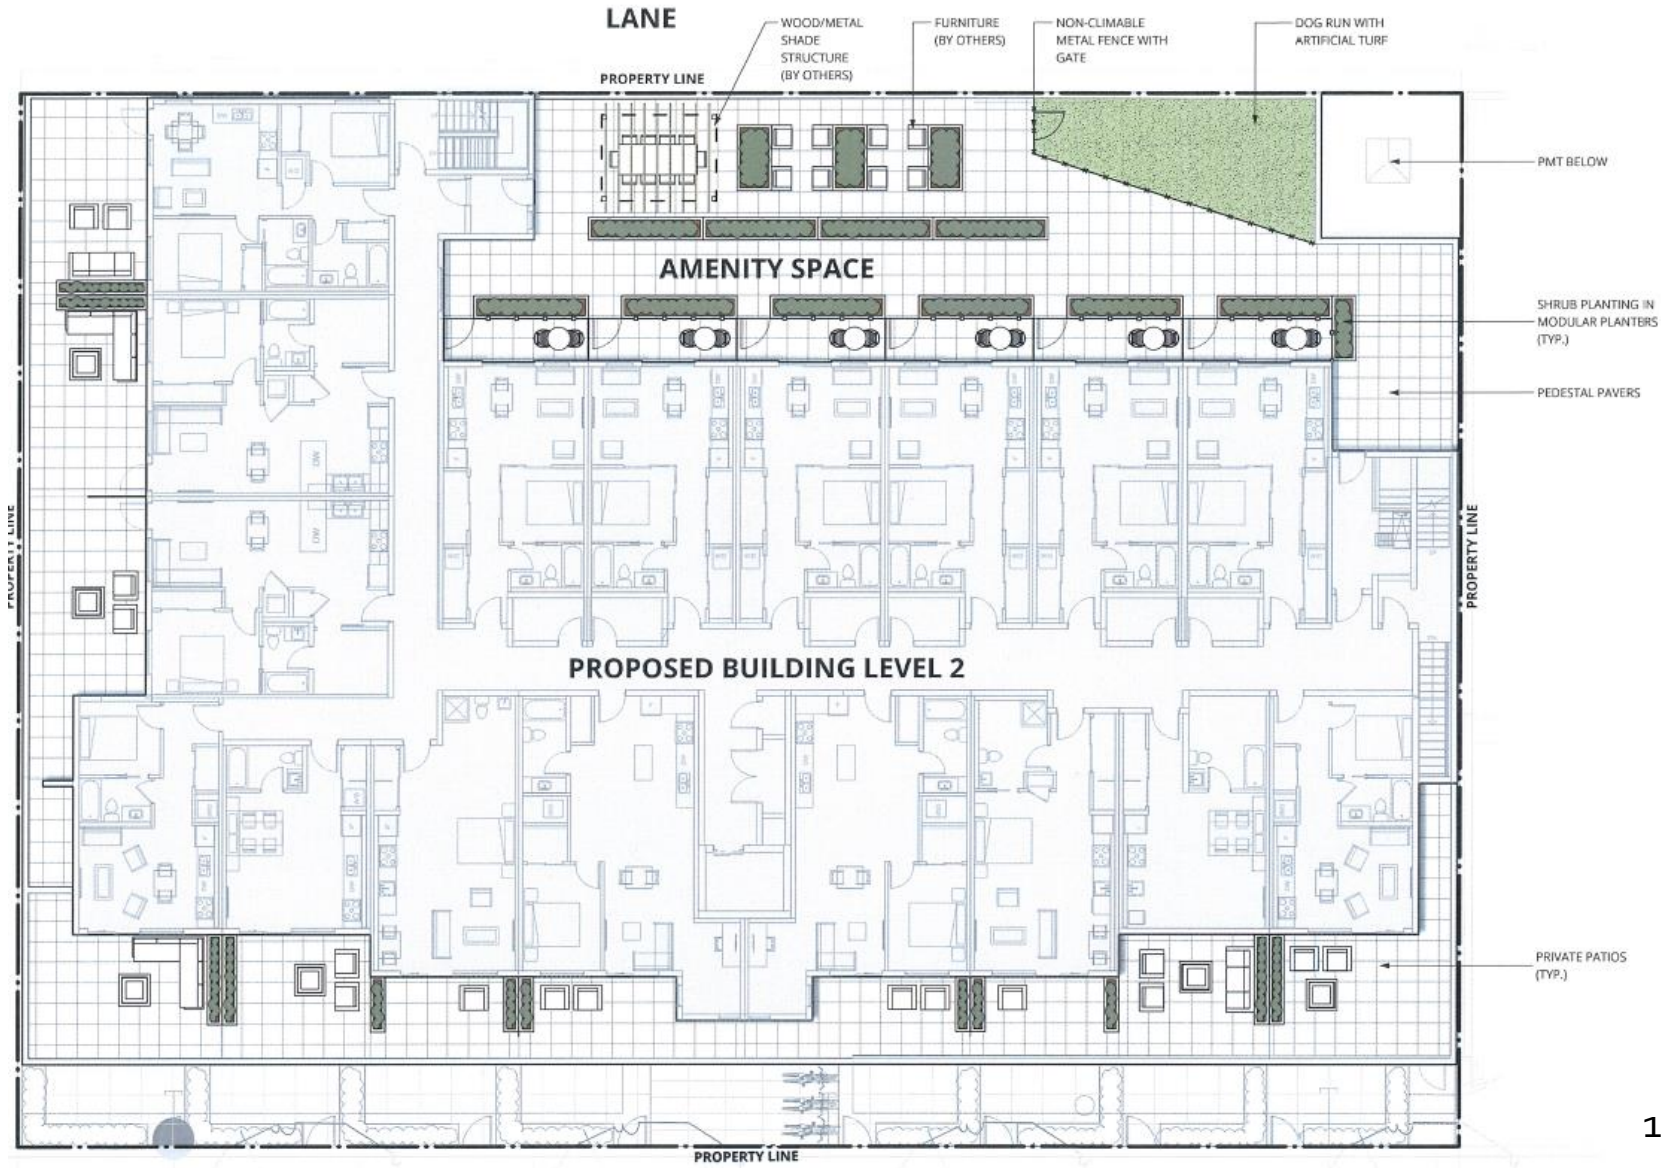 LANE
WOOD/METAL
SHADE
STRUCTURE
(BY OTHERS)
FURNITURE
(BY OTHERS)
NON-CLIMABLE
METAL FENCE WITH
GATE
DOG RUN WITH
ARTIFICIAL TURF
PROPERTY LINE
PMT BELOW
AMENITY SPACE
SHRUB PLANTING IN
MODULAR PLANTERS
(TYP.)
PEDESTAL PAVERS
PROPERTY LINE
PROPERTY LINE
PROPOSED BUILDING LEVEL 2
PRIVATE PATIOS
(TYP.)
1
PROPERTY LINE